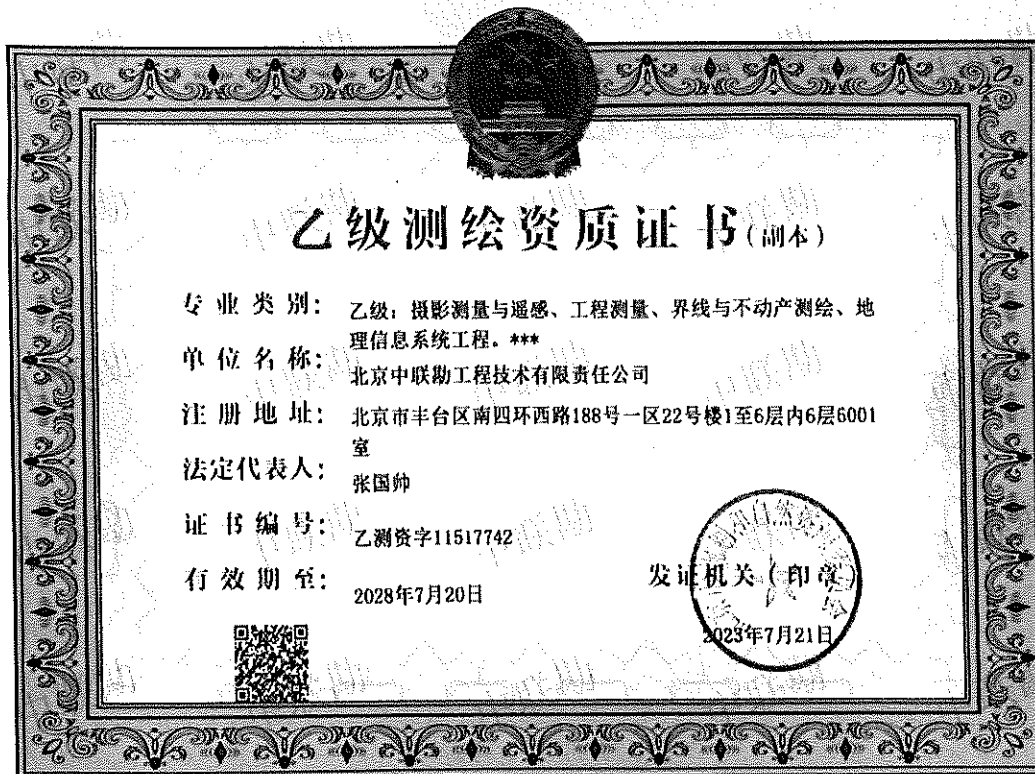 乙级测绘资质证书(副本)
专业类别： 乙级：摄影测量与遥感、工程测量、界线与不动产测绘、地
理信息系统工程。***
单位名称：
北京中联勘工程技术有限责任公司
注册地址： 北京市丰台区南四环西路188号一区22号楼1至6层内6层6001
室
法定代表人：
张国帅
证书编号： 乙测资字11517742
有效期至： 2028年7月20日
发证机关（印章）
2023年7月21日